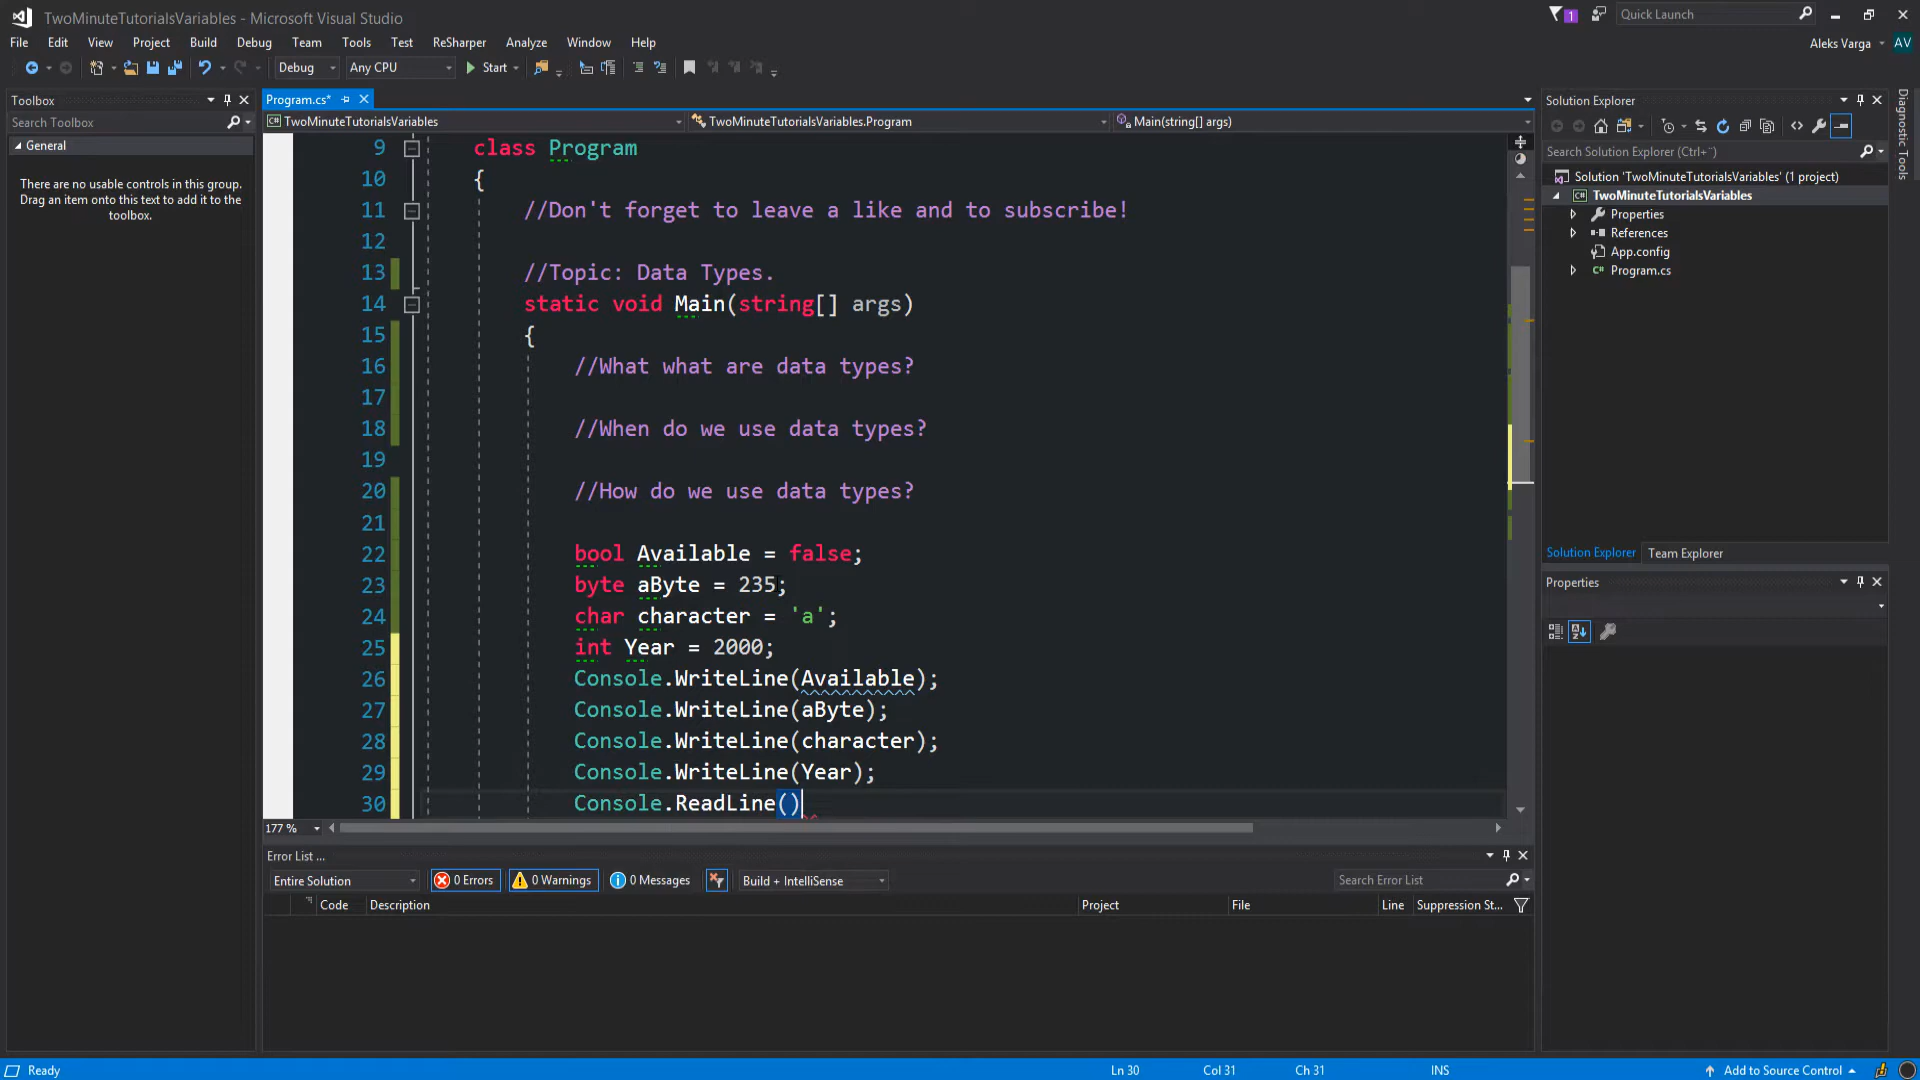 TwoMinuteTutorialsVariables - Microsoft Visual Studio
1
Quick Launch
File Edit View Project Build Debug Team Tools Test ReSharper Analyze Window Help
Aleks Varga AV
Debug Any CPU Start
Toolbox
Search Toolbox
General
There are no usable controls in this group.
Drag an item onto this text to add it to the
toolbox.
Program.cs*
TwoMinuteTutorialsVariables TwoMinuteTutorialsVariables.Program Main(string[] args)
9 class Program
10 {
11 //Don't forget to leave a like and to subscribe!
12
13 //Topic: Data Types.
14 static void Main(string[] args)
15 {
16 //What what are data types?
17
18 //When do we use data types?
19
20 //How do we use data types?
21
22 bool Available = false;
23 byte aByte = 235;
24 char character = 'a';
25 int Year = 2000;
26 Console.WriteLine(Available);
27 Console.WriteLine(aByte);
28 Console.WriteLine(character);
29 Console.WriteLine(Year);
30 Console.ReadLine()
177 %
Error List ...
Entire Solution 0 Errors 0 Warnings 0 Messages Build + IntelliSense Search Error List
Code Description Project File Line Suppression St...
Solution Explorer
Search Solution Explorer (Ctrl+¨)
Solution 'TwoMinuteTutorialsVariables' (1 project)
TwoMinuteTutorialsVariables
Properties
References
App.config
Program.cs
Solution Explorer Team Explorer
Properties
Diagnostic Tools
Ready Ln 30 Col 31 Ch 31 INS Add to Source Control